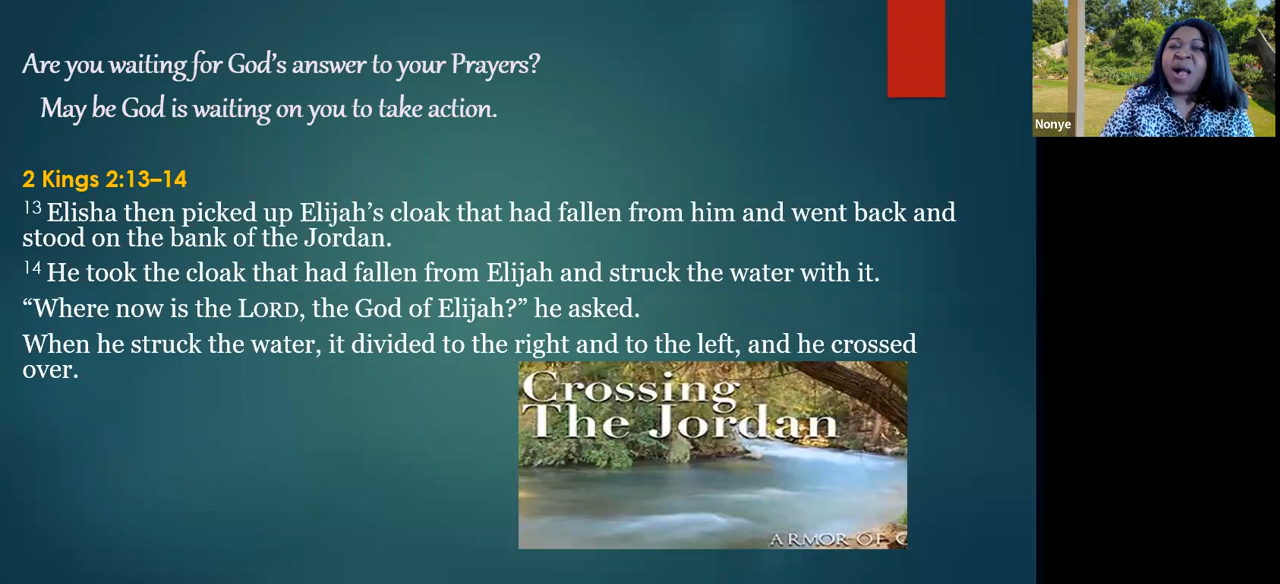 Are you waiting for God's answer to your Prayers?
May be God is waiting on you to take action.
Nonye
2 Kings 2:13–14
13 Elisha then picked up Elijah's cloak that had fallen from him and went back and
stood on the bank of the Jordan.
14 He took the cloak that had fallen from Elijah and struck the water with it.
“Where now is the LORD, the God of Elijah?” he asked.
When he struck the water, it divided to the right and to the left, and he crossed
over.
Crossing
The Jordan
ARMOR OF